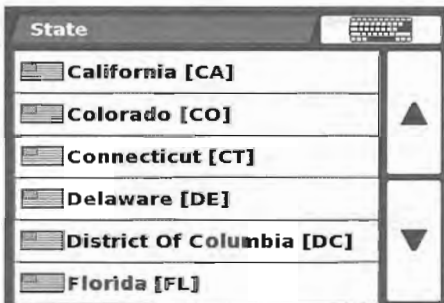 State
California [CA]
Colorado [CO]
Connecticut [CT]
Delaware [DE]
District Of Columbia [DC]
Florida [FL]